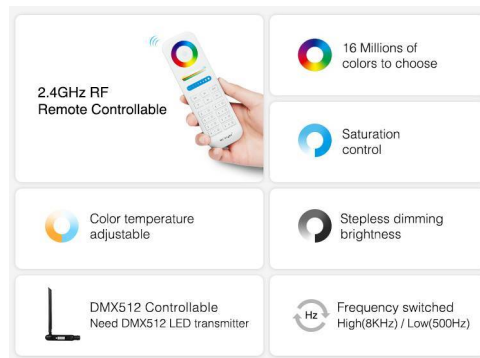 2.4GHz RF
Remote Controllable
16 Millions of
colors to choose
Saturation
control
Color temperature
adjustable
Stepless dimming
brightness
DMX512 Controllable
Need DMX512 LED transmitter
Hz
Frequency switched
High(8KHz) / Low(500Hz)